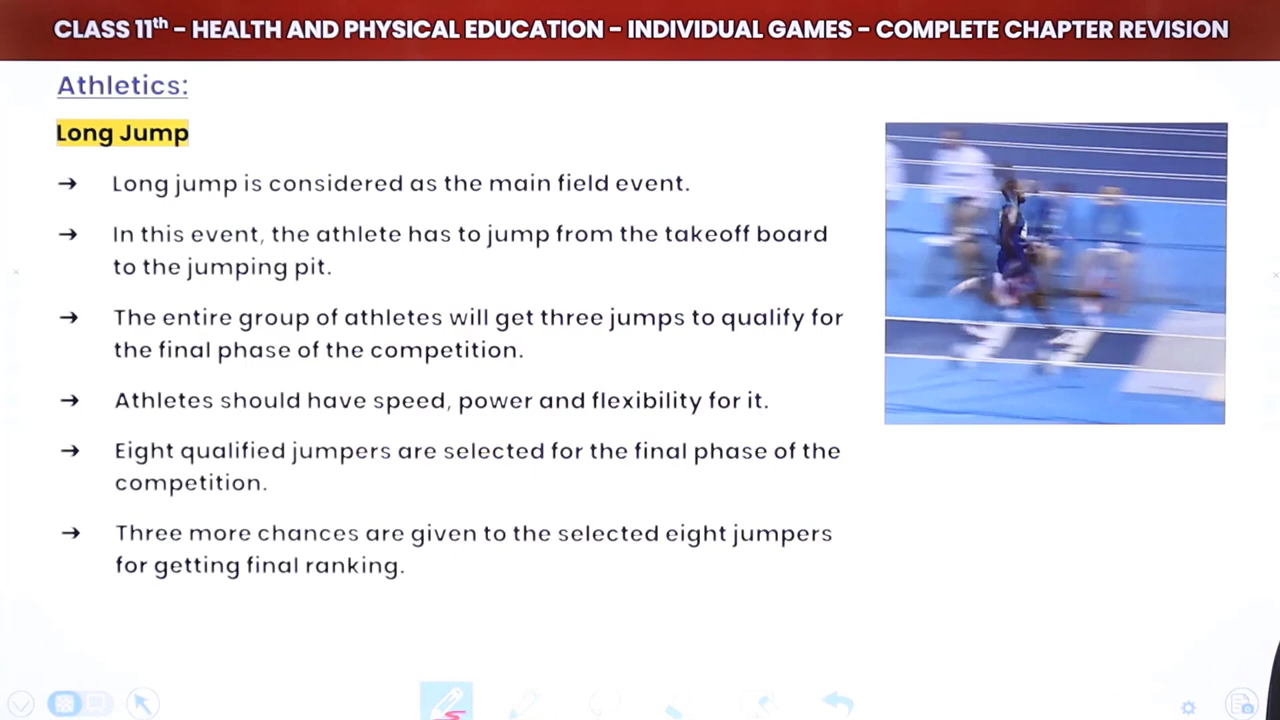 CLASS 11th – HEALTH AND PHYSICAL EDUCATION – INDIVIDUAL GAMES – COMPLETE CHAPTER REVISION
Athletics:
Long Jump
→ Long jump is considered as the main field event.
→ In this event, the athlete has to jump from the takeoff board
to the jumping pit.
→ The entire group of athletes will get three jumps to qualify for
the final phase of the competition.
→ Athletes should have speed, power and flexibility for it.
→ Eight qualified jumpers are selected for the final phase of the
competition.
→ Three more chances are given to the selected eight jumpers
for getting final ranking.